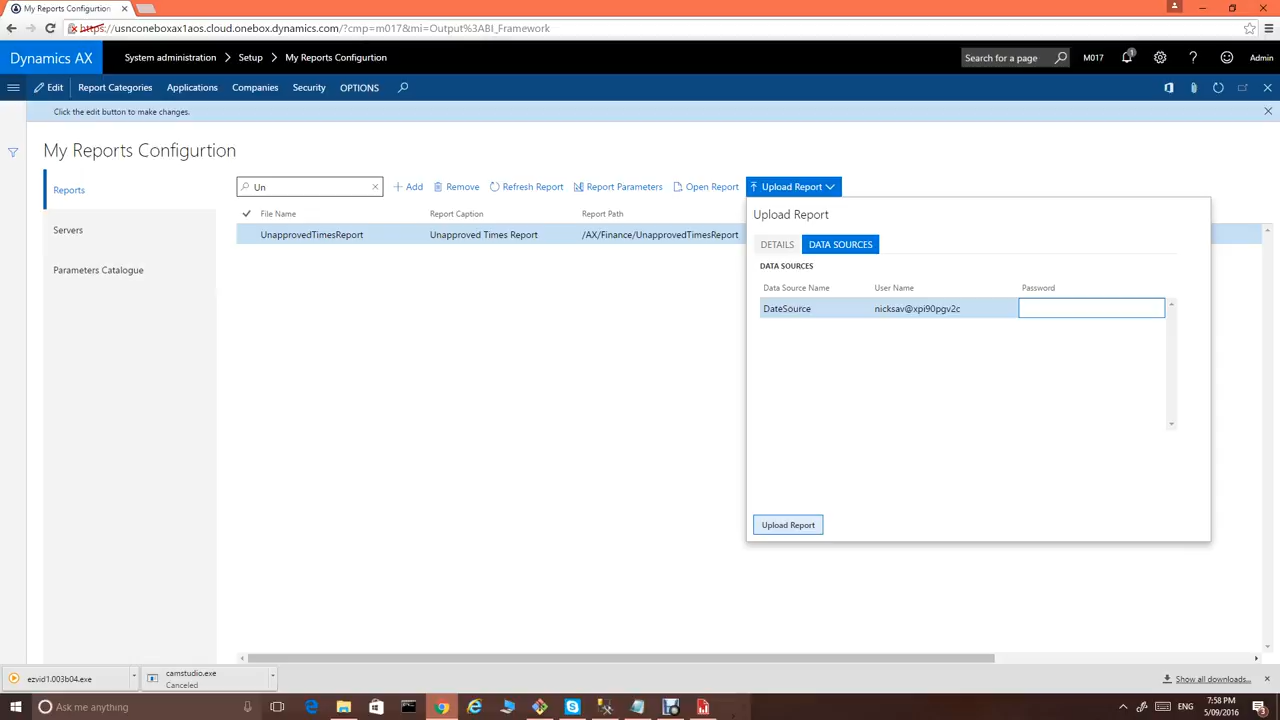 My Reports Configurtion
https://usnconeboxax1aos.cloud.onebox.dynamics.com/?cmp=m017&mi=Output%3ABI_Framework
Dynamics AX
System administration > Setup > My Reports Configurtion
Search for a page
M017
1
?
Admin
Edit
Report Categories
Applications
Companies
Security
OPTIONS
Click the edit button to make changes.
My Reports Configurtion
Reports
Servers
Parameters Catalogue
Un
Add
Remove
Refresh Report
Report Parameters
Open Report
Upload Report
File Name
Report Caption
Report Path
UnapprovedTimesReport
Unapproved Times Report
/AX/Finance/UnapprovedTimesReport
Upload Report
DETAILS
DATA SOURCES
DATA SOURCES
Data Source Name
User Name
Password
DateSource
nicksav@xpi90pgv2c
Upload Report
ezvid1.003b04.exe
camstudio.exe
Canceled
Show all downloads...
Ask me anything
7:58 PM
5/09/2016